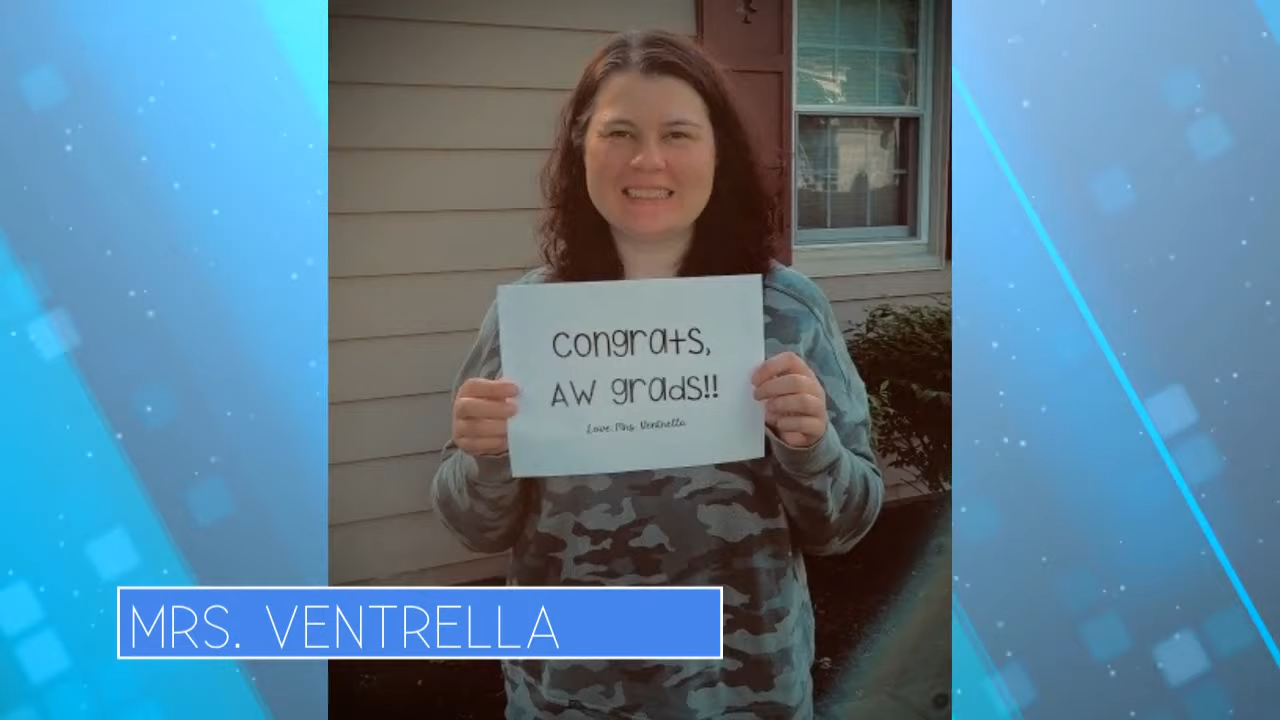 congrats,
AW grads!!
Love, Mrs. Ventrella
MRS. VENTRELLA